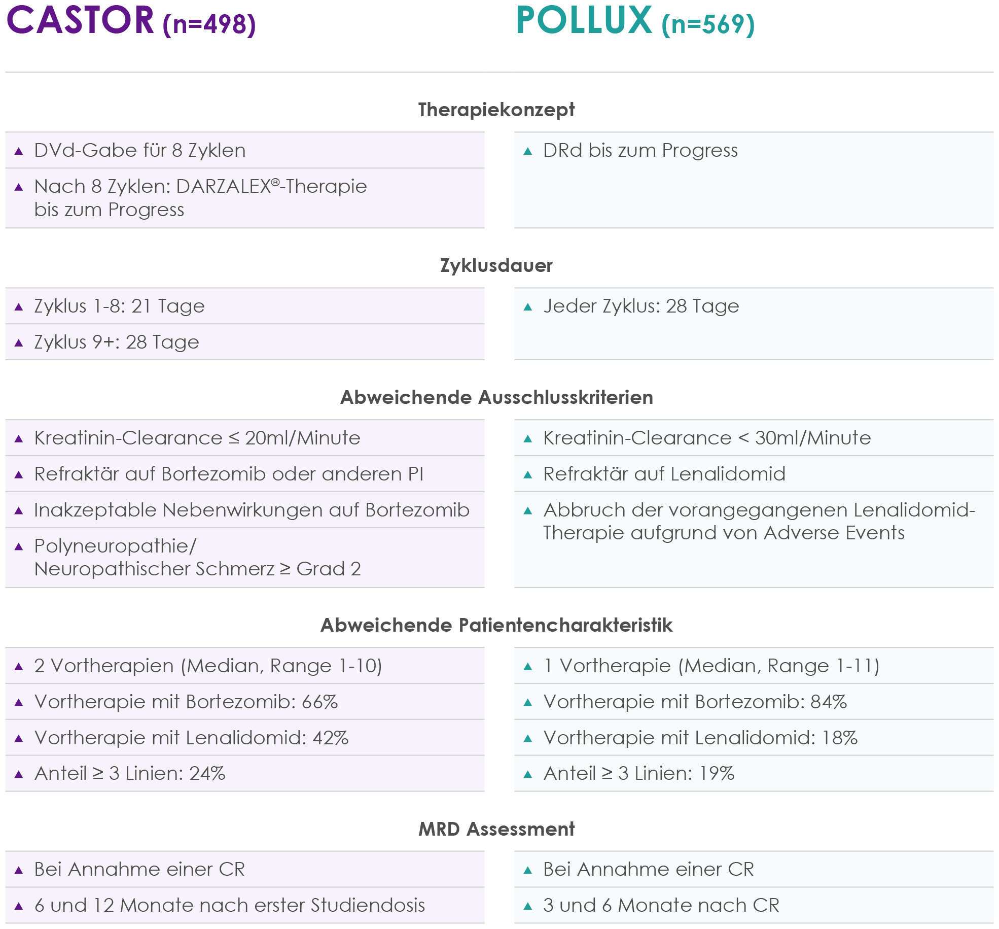 CASTOR (n=498)
POLLUX (n=569)
Therapiekonzept
▲ DVd-Gabe für 8 Zyklen
▲ Nach 8 Zyklen: DARZALEX®-Therapie
bis zum Progress
▲ DRd bis zum Progress
Zyklusdauer
▲ Zyklus 1-8: 21 Tage
▲ Zyklus 9+: 28 Tage
▲ Jeder Zyklus: 28 Tage
Abweichende Ausschlusskriterien
▲ Kreatinin-Clearance ≤ 20ml/Minute
▲ Refraktär auf Bortezomib oder anderen PI
▲ Inakzeptable Nebenwirkungen auf Bortezomib
▲ Polyneuropathie/
Neuropathischer Schmerz ≥ Grad 2
▲ Kreatinin-Clearance < 30ml/Minute
▲ Refraktär auf Lenalidomid
▲ Abbruch der vorangegangenen Lenalidomid-
Therapie aufgrund von Adverse Events
Abweichende Patientencharakteristik
▲ 2 Vortherapien (Median, Range 1-10)
▲ Vortherapie mit Bortezomib: 66%
▲ Vortherapie mit Lenalidomid: 42%
▲ Anteil ≥ 3 Linien: 24%
▲ 1 Vortherapie (Median, Range 1-11)
▲ Vortherapie mit Bortezomib: 84%
▲ Vortherapie mit Lenalidomid: 18%
▲ Anteil ≥ 3 Linien: 19%
MRD Assessment
▲ Bei Annahme einer CR
▲ 6 und 12 Monate nach erster Studiendosis
▲ Bei Annahme einer CR
▲ 3 und 6 Monate nach CR